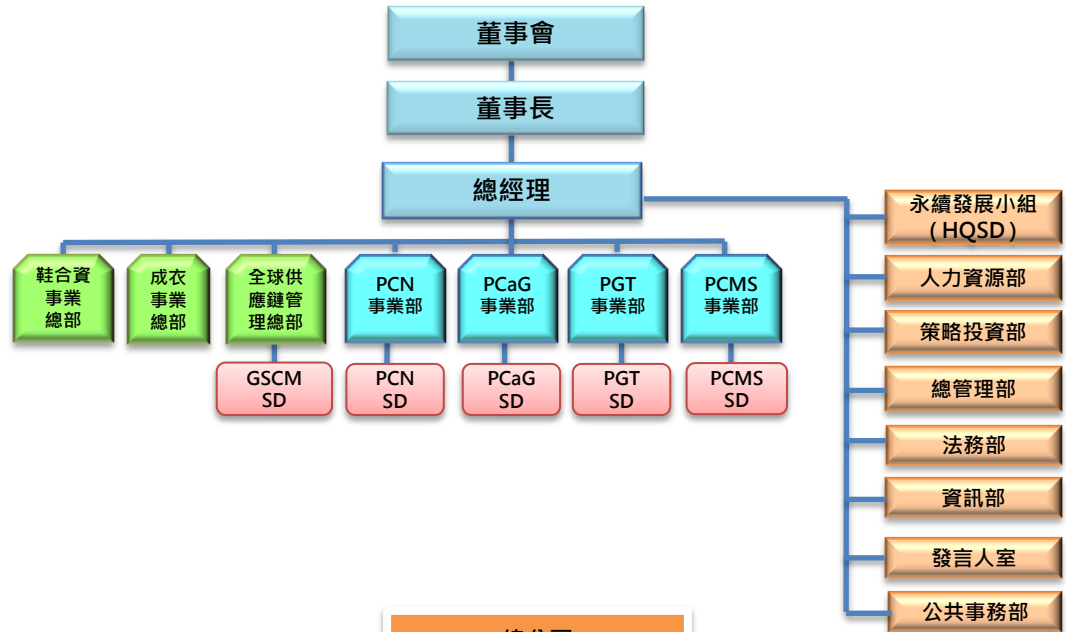 董事會
董事長
總經理
鞋合資
事業
總部
成衣
事業
總部
全球供
應鏈管
理總部
PCN
事業部
PCaG
事業部
PGT
事業部
PCMS
事業部
GSCM
SD
PCN
SD
PCaG
SD
PGT
SD
PCMS
SD
永續發展小組
(HQSD)
人力資源部
策略投資部
總管理部
法務部
資訊部
發言人室
公共事務部